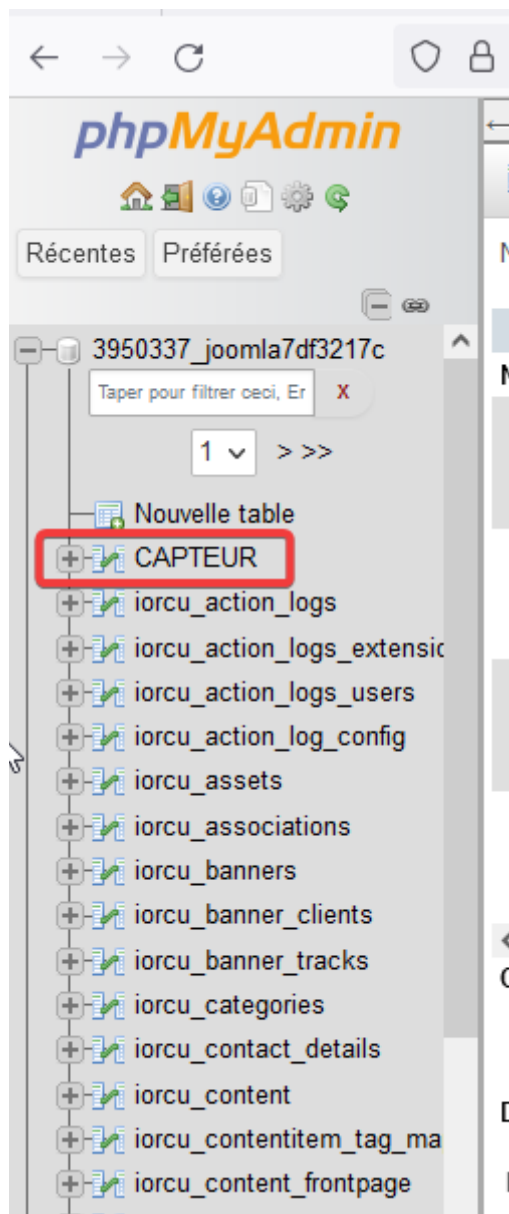 phpMyAdmin
Récentes Préférées
3950337_joomla7df3217c
Taper pour filtrer ceci, Er X
1 > >>
Nouvelle table
CAPTEUR
iorcu_action_logs
iorcu_action_logs_extensio
iorcu_action_logs_users
iorcu_action_log_config
iorcu_assets
iorcu_associations
iorcu_banners
iorcu_banner_clients
iorcu_banner_tracks
iorcu_categories
iorcu_contact_details
iorcu_content
iorcu_contentitem_tag_ma
iorcu_content_frontpage